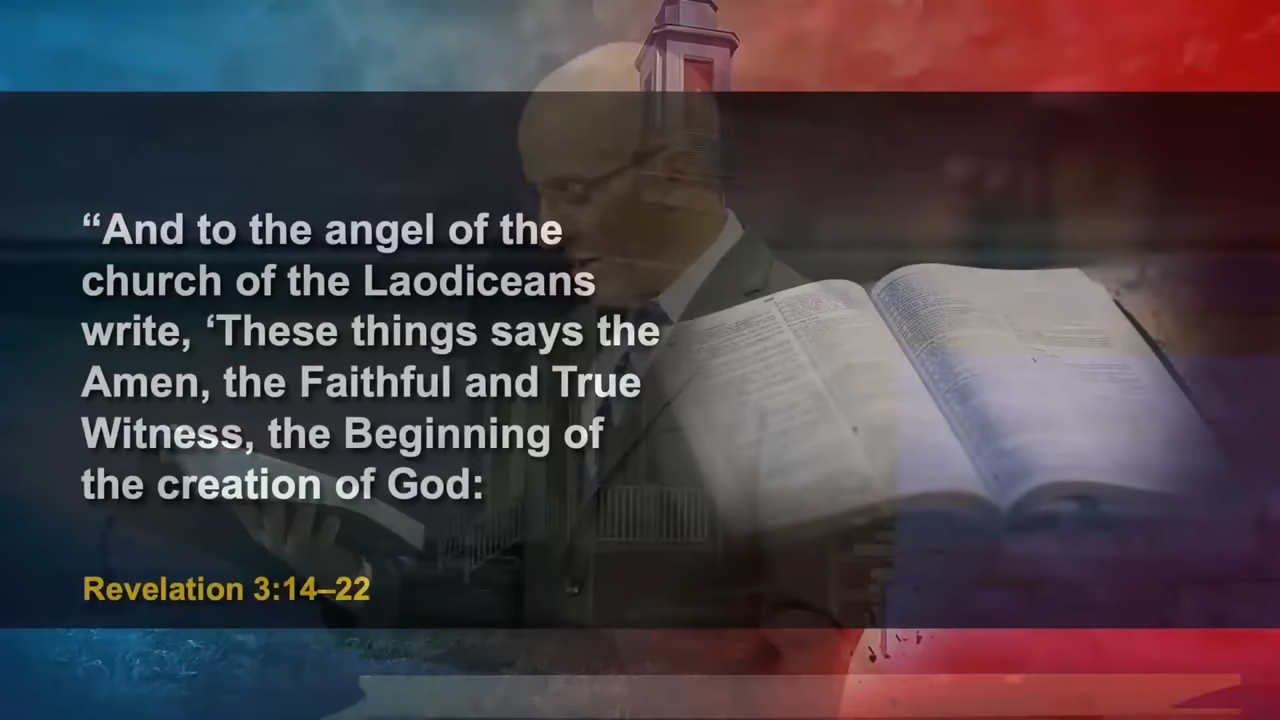 “And to the angel of the
church of the Laodiceans
write, ‘These things says the
Amen, the Faithful and True
Witness, the Beginning of
the creation of God:
Revelation 3:14–22